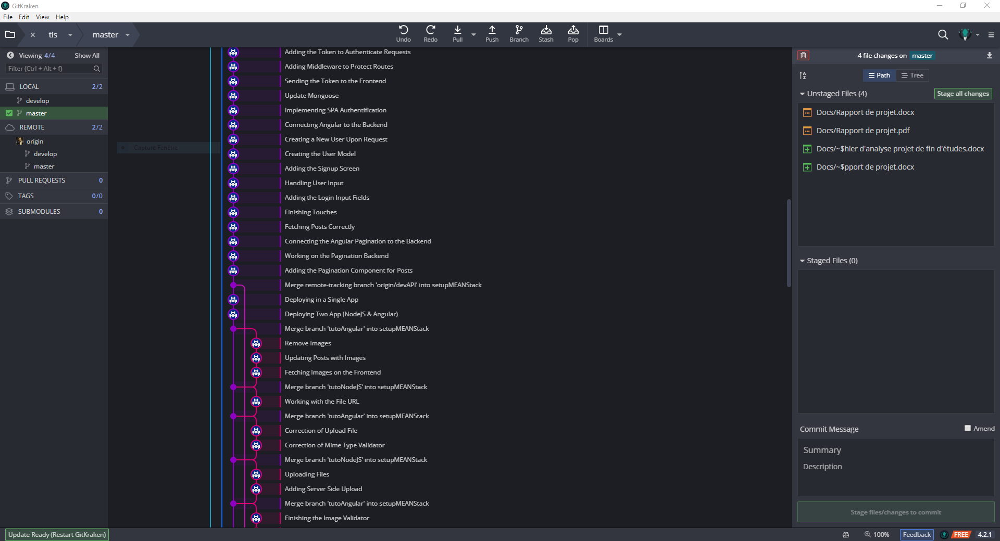 GitKraken
File Edit View Help
tis
master
Undo Redo Pull Push Branch Stash Pop Boards
Viewing 4/4 Show All
Filter (Ctrl + Alt + f)
LOCAL 2/2
develop
master
REMOTE 2/2
origin
develop
master
PULL REQUESTS 0
TAGS 0/0
SUBMODULES 0
Capture Fenêtre
Adding the Token to Authenticate Requests
Adding Middleware to Protect Routes
Sending the Token to the Frontend
Update Mongoose
Implementing SPA Authentification
Connecting Angular to the Backend
Creating a New User Upon Request
Creating the User Model
Adding the Signup Screen
Handling User Input
Adding the Login Input Fields
Finishing Touches
Fetching Posts Correctly
Connecting the Angular Pagination to the Backend
Working on the Pagination Backend
Adding the Pagination Component for Posts
Merge remote-tracking branch 'origin/devAPI' into setupMEANStack
Deploying in a Single App
Deploying Two App (NodeJS & Angular)
Merge branch 'tutoAngular' into setupMEANStack
Remove Images
Updating Posts with Images
Fetching Images on the Frontend
Merge branch 'tutoNodeJS' into setupMEANStack
Working with the File URL
Merge branch 'tutoAngular' into setupMEANStack
Correction of Upload File
Correction of Mime Type Validator
Merge branch 'tutoNodeJS' into setupMEANStack
Uploading Files
Adding Server Side Upload
Merge branch 'tutoAngular' into setupMEANStack
Finishing the Image Validator
4 file changes on master
Path Tree
Unstaged Files (4) Stage all changes
Docs/Rapport de projet.docx
Docs/Rapport de projet.pdf
Docs/~$hier d'analyse projet de fin d'études.docx
Docs/~$pport de projet.docx
Staged Files (0)
Commit Message Amend
Summary
Description
Stage files/changes to commit
Update Ready (Restart GitKraken)
100% Feedback FREE 4.2.1